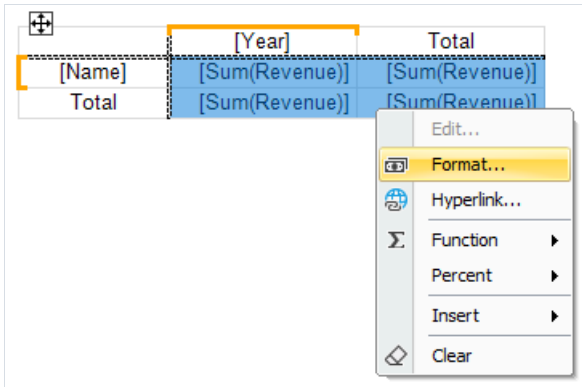 [Year] Total
[Name] [Sum(Revenue)] [Sum(Revenue)]
Total [Sum(Revenue)] [Sum(Revenue)]
Edit...
Format...
Hyperlink...
Σ Function
Percent
Insert
Clear